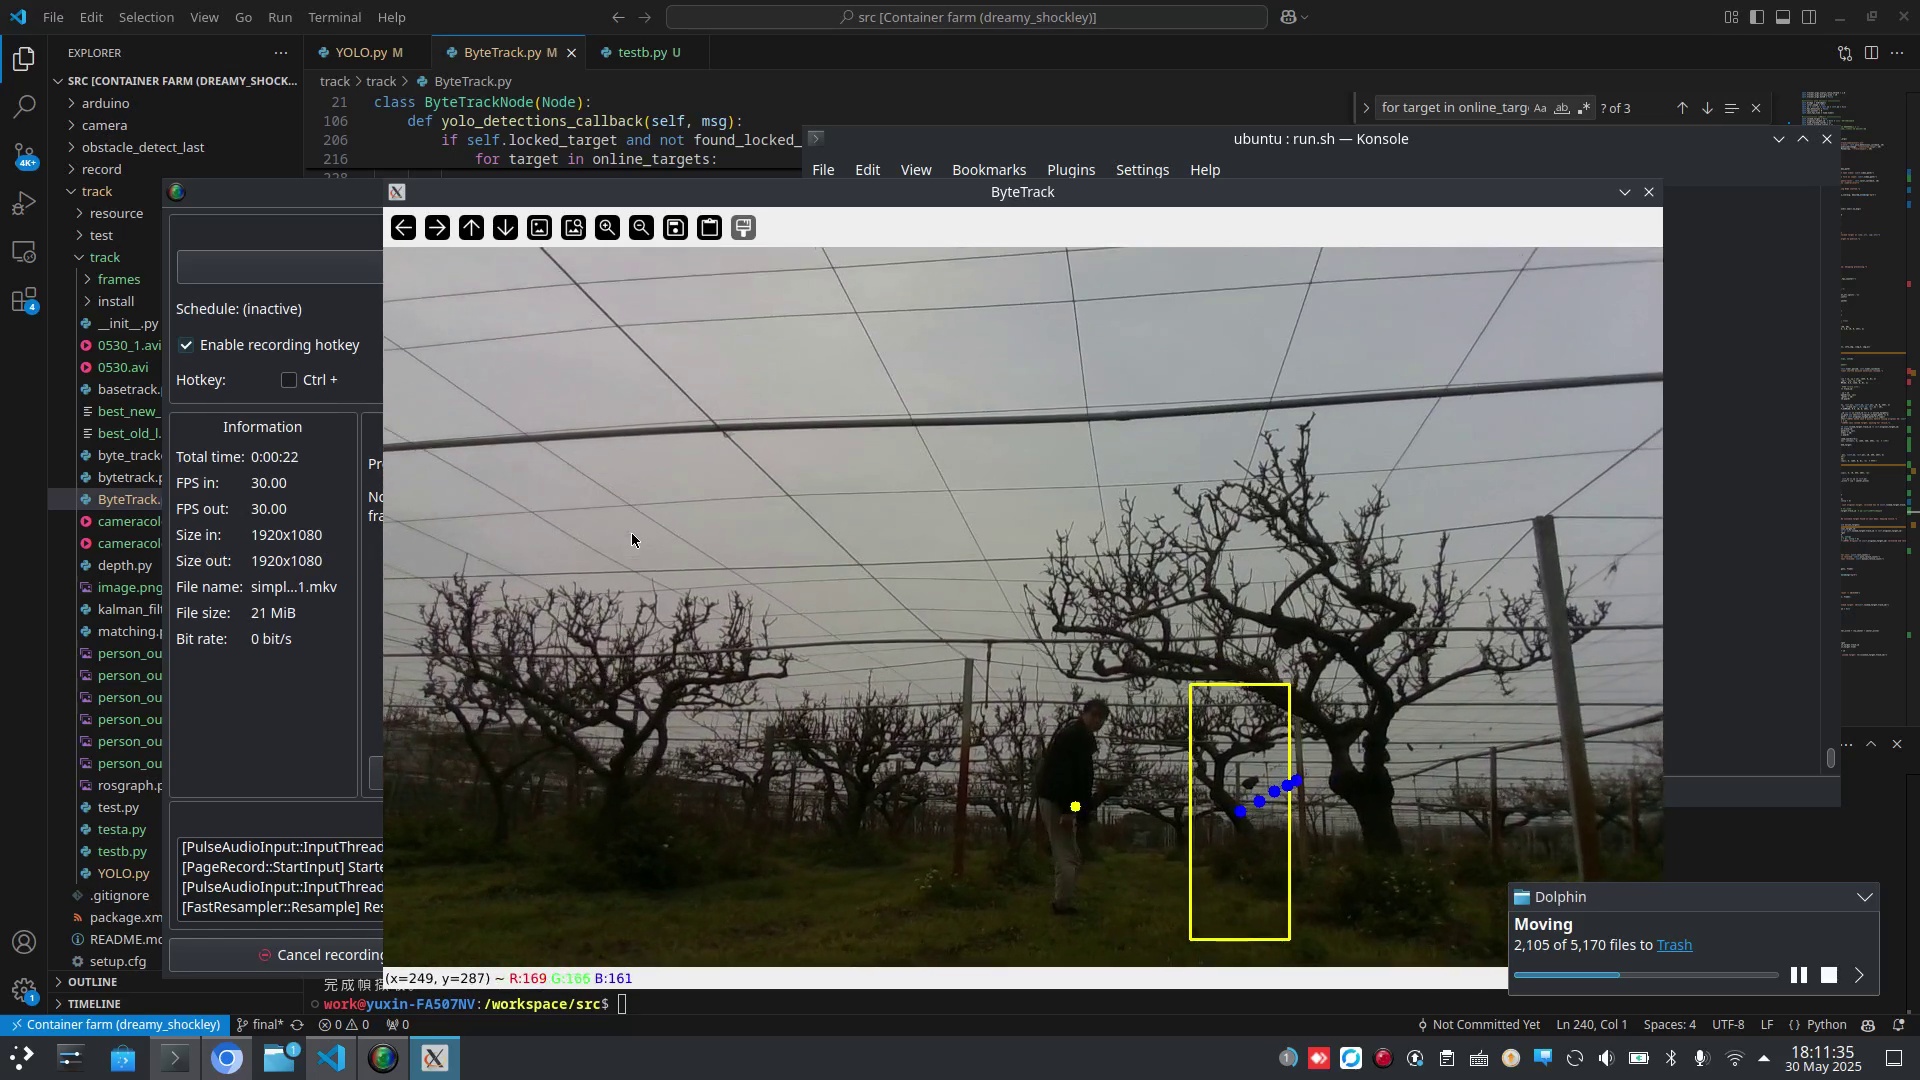 File Edit Selection View Go Run Terminal Help
src [Container farm (dreamy_shockley)]
EXPLORER
YOLO.py M
ByteTrack.py M
testb.py U
SRC [CONTAINER FARM (DREAMY_SHOCK...
track > track > ByteTrack.py
arduino
camera
obstacle_detect_last
record
track
resource
test
track
frames
install
__init__.py
0530_1.avi
0530.avi
basetrack.
best_new_
best_old_l.
byte_track
bytetrack.p
ByteTrack.
cameracol
cameracol
depth.py
image.png
kalman_filt
matching.p
person_ou
person_ou
person_ou
person_ou
person_ou
person_ou
rosgraph.p
test.py
testa.py
testb.py
YOLO.py
.gitignore
package.xm
README.md
setup.cfg
OUTLINE
TIMELINE
4K+
4
1
21 class ByteTrackNode(Node):
106 def yolo_detections_callback(self, msg):
206 if self.locked_target and not found_locked_
216 for target in online_targets:
228
for target in online_targ
Aa ab
? of 3
ubuntu : run.sh — Konsole
File Edit View Bookmarks Plugins Settings Help
ByteTrack
Schedule: (inactive)
Enable recording hotkey
Hotkey: Ctrl +
Information
Total time: 0:00:22
FPS in: 30.00
FPS out: 30.00
Size in: 1920x1080
Size out: 1920x1080
File name: simpl...1.mkv
File size: 21 MiB
Bit rate: 0 bit/s
Pr
No
fra
[PulseAudioInput::InputThread
[PageRecord::StartInput] Starte
[PulseAudioInput::InputThread
[FastResampler::Resample] Res
Cancel recording
(x=249, y=287) ~ R:169 G:166 B:161
work@yuxin-FA507NV:/workspace/src$
Dolphin
Moving
2,105 of 5,170 files to Trash
Container farm (dreamy_shockley)
final*
0 0
0
Not Committed Yet
Ln 240, Col 1
Spaces: 4
UTF-8
LF
{} Python
1
1
18:11:35
30 May 2025